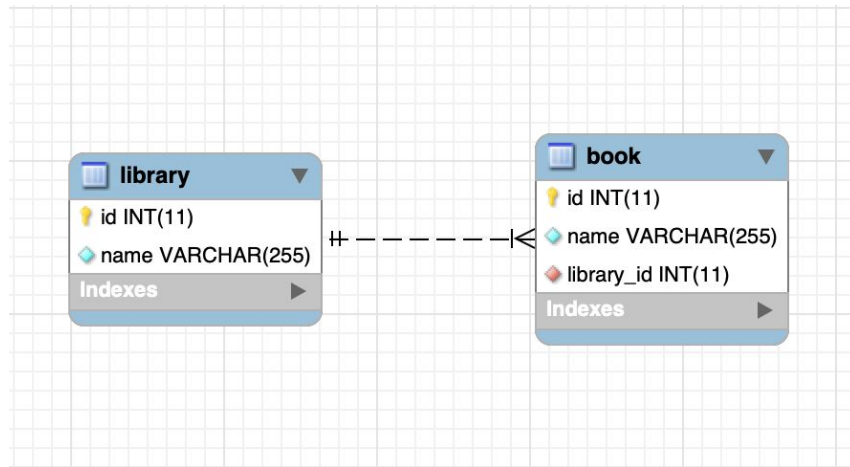 library
id INT(11)
name VARCHAR(255)
Indexes
book
id INT(11)
name VARCHAR(255)
library_id INT(11)
Indexes